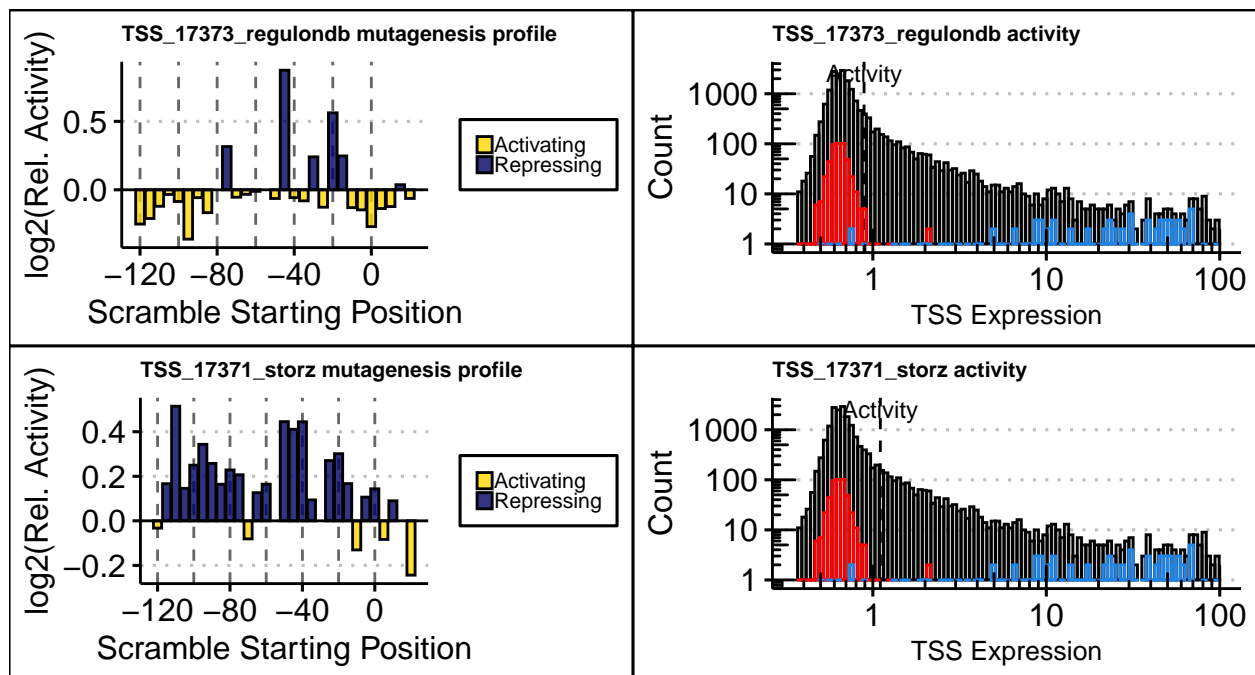 TSS_17373_regulondb mutagenesis profile
log2(Rel. Activity)
0.5
0.0
−120
−80
−40
0
Scramble Starting Position
Activating
Repressing
TSS_17373_regulondb activity
Activity
Count
1000
100
10
1
1
10
100
TSS Expression
TSS_17371_storz mutagenesis profile
log2(Rel. Activity)
0.4
0.2
0.0
−0.2
−120
−80
−40
0
Scramble Starting Position
Activating
Repressing
TSS_17371_storz activity
Activity
Count
1000
100
10
1
1
10
100
TSS Expression